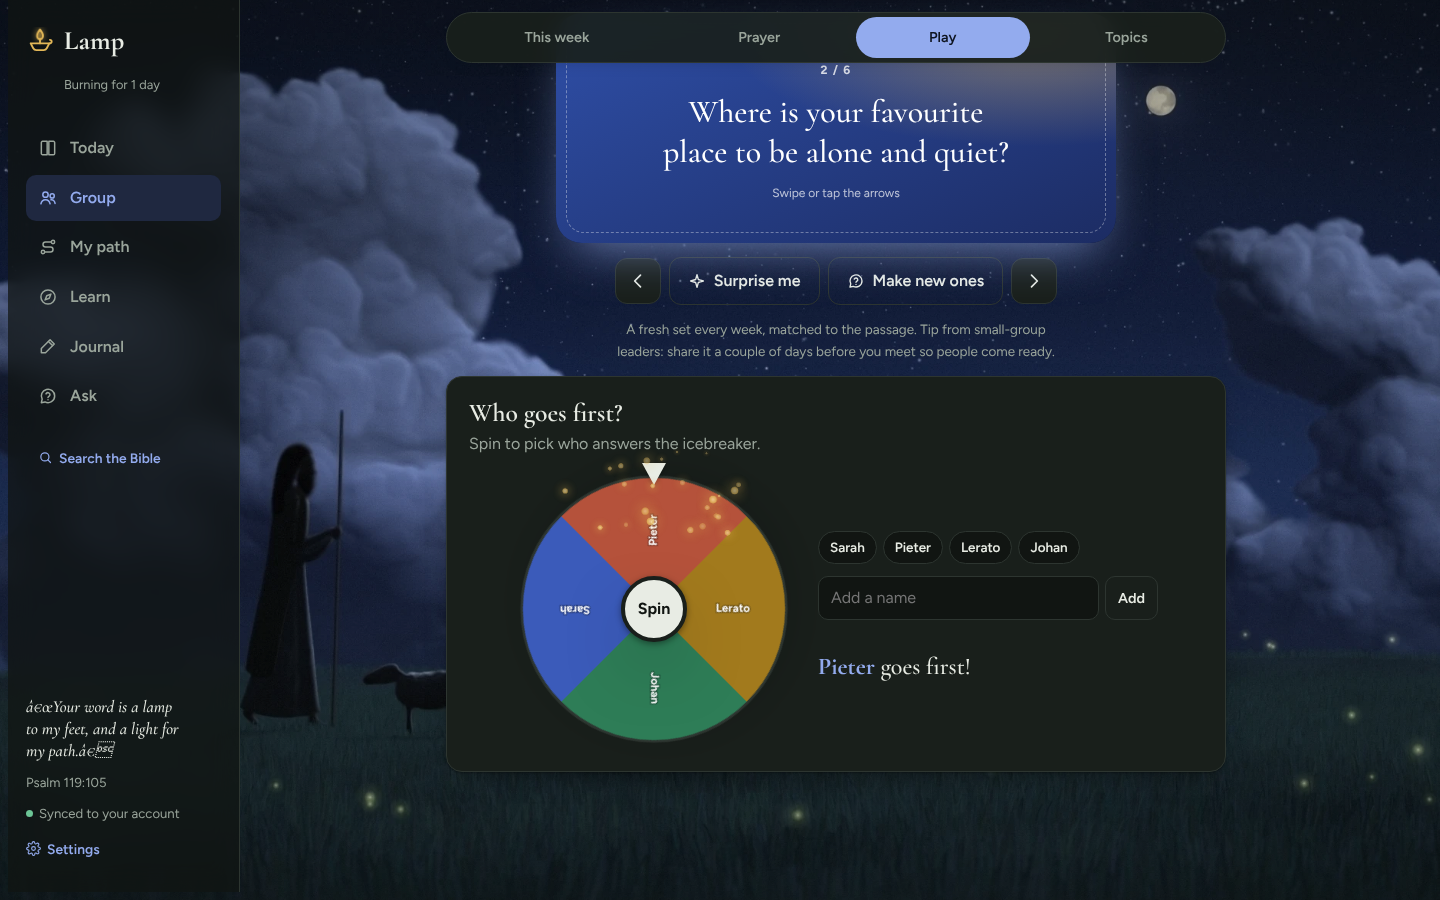 Lamp
Burning for 1 day
Today
Group
My path
Learn
Journal
Ask
Search the Bible
“Your word is a lamp
to my feet, and a light for
my path.â€
Psalm 119:105
Synced to your account
Settings
This week
Prayer
Play
Topics
2 / 6
Where is your favourite
place to be alone and quiet?
Swipe or tap the arrows
Surprise me
Make new ones
A fresh set every week, matched to the passage. Tip from small-group
leaders: share it a couple of days before you meet so people come ready.
Who goes first?
Spin to pick who answers the icebreaker.
Pieter
Sarah
Spin
Lerato
Johan
Sarah
Pieter
Lerato
Johan
Add a name
Add
Pieter goes first!